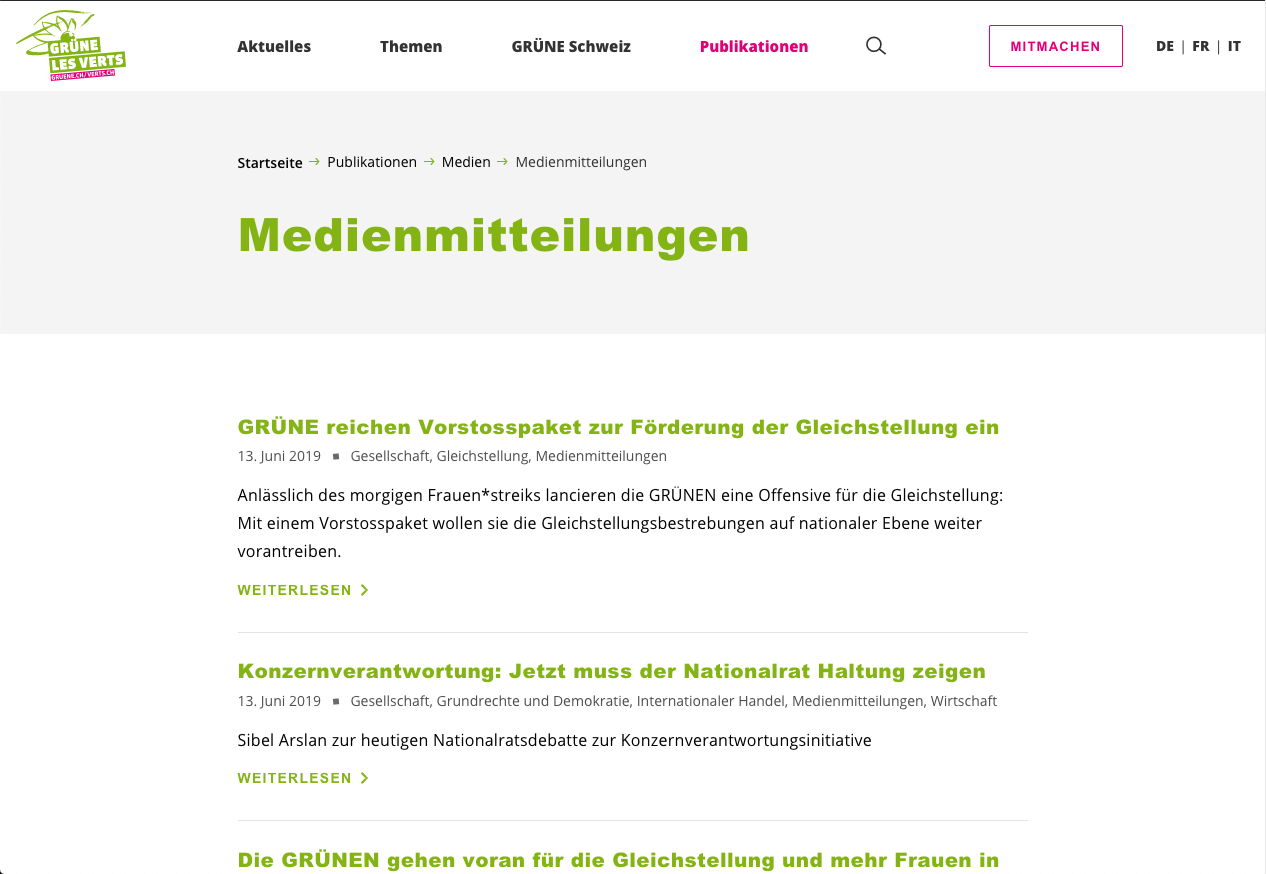 GRÜNE
LES VERTS
GRUENE.CH/VERTS.CH
Aktuelles
Themen
GRÜNE Schweiz
Publikationen
MITMACHEN
DE | FR | IT
Startseite → Publikationen → Medien → Medienmitteilungen
Medienmitteilungen
GRÜNE reichen Vorstosspaket zur Förderung der Gleichstellung ein
13. Juni 2019 ■ Gesellschaft, Gleichstellung, Medienmitteilungen
Anlässlich des morgigen Frauen*streiks lancieren die GRÜNEN eine Offensive für die Gleichstellung:
Mit einem Vorstosspaket wollen sie die Gleichstellungsbestrebungen auf nationaler Ebene weiter
vorantreiben.
WEITERLESEN
Konzernverantwortung: Jetzt muss der Nationalrat Haltung zeigen
13. Juni 2019 ■ Gesellschaft, Grundrechte und Demokratie, Internationaler Handel, Medienmitteilungen, Wirtschaft
Sibel Arslan zur heutigen Nationalratsdebatte zur Konzernverantwortungsinitiative
WEITERLESEN
Die GRÜNEN gehen voran für die Gleichstellung und mehr Frauen in